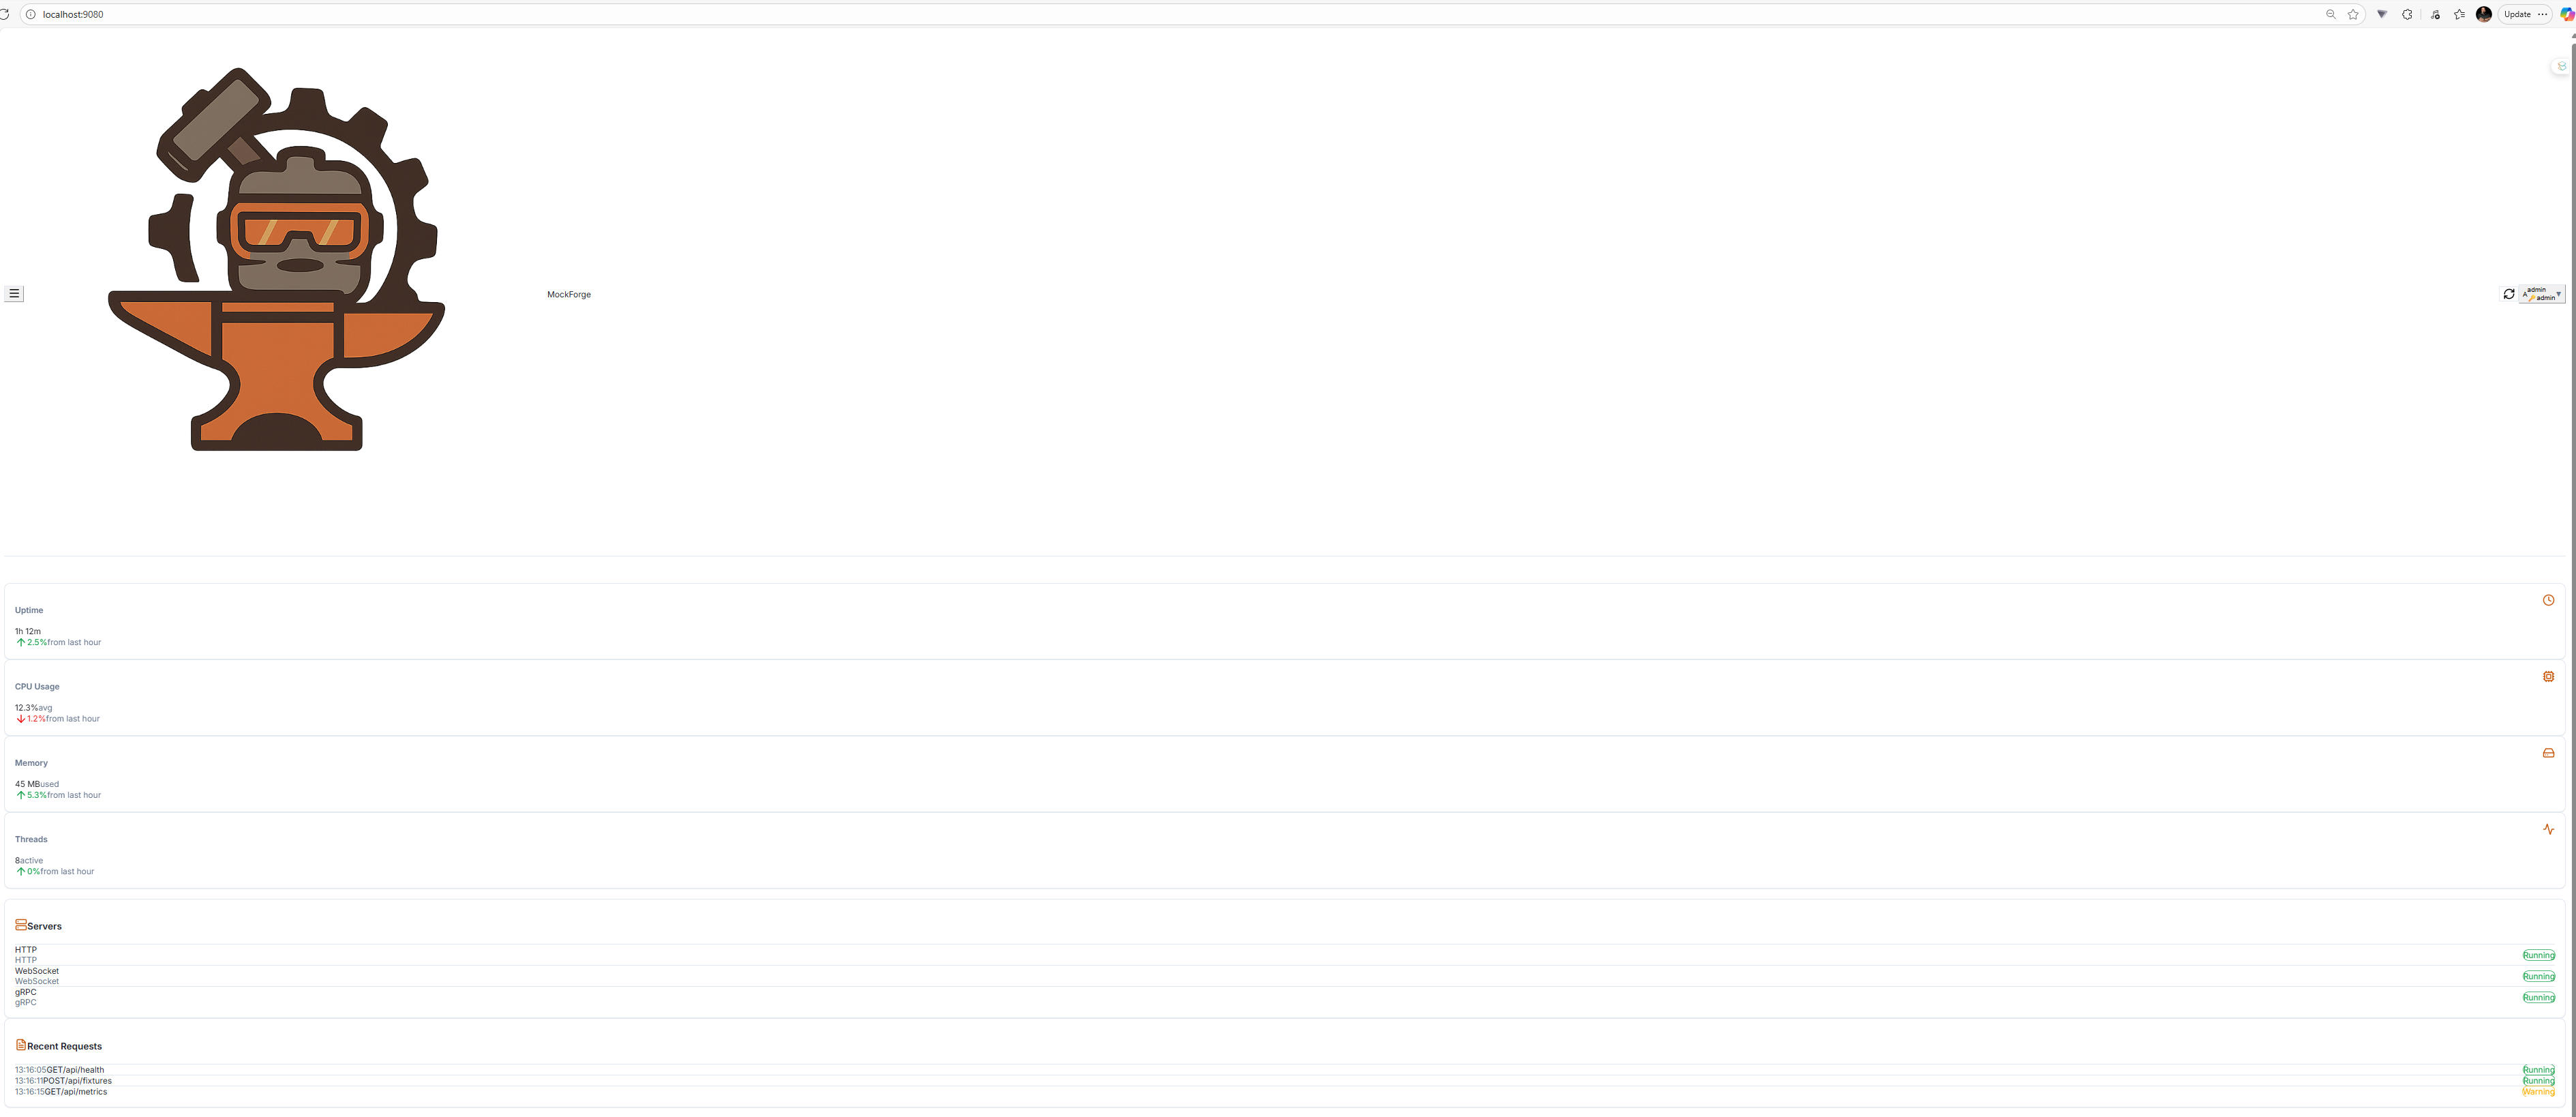 localhost:9080
Update
MockForge
A
admin
admin
Uptime
1h 12m
2.5%from last hour
CPU Usage
12.3%avg
1.2%from last hour
Memory
45 MBused
5.3%from last hour
Threads
8active
0%from last hour
Servers
HTTP
HTTP
Running
WebSocket
WebSocket
Running
gRPC
gRPC
Running
Recent Requests
13:16:05GET/api/health
Running
13:16:11POST/api/fixtures
Running
13:16:15GET/api/metrics
Warning